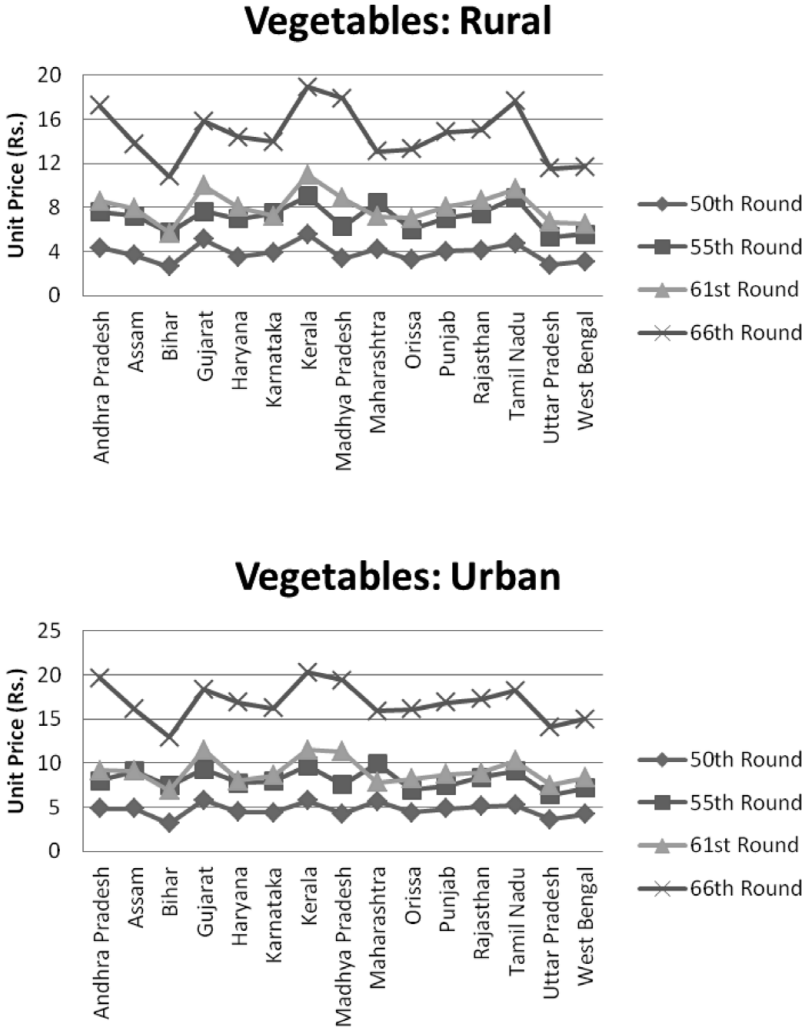 Vegetables: Rural
Unit Price (Rs.)
20
16
12
8
4
0
Andhra Pradesh
Assam
Bihar
Gujarat
Haryana
Karnataka
Kerala
Madhya Pradesh
Maharashtra
Orissa
Punjab
Rajasthan
Tamil Nadu
Uttar Pradesh
West Bengal
50th Round
55th Round
61st Round
66th Round
Vegetables: Urban
Unit Price (Rs.)
25
20
15
10
5
0
Andhra Pradesh
Assam
Bihar
Gujarat
Haryana
Karnataka
Kerala
Madhya Pradesh
Maharashtra
Orissa
Punjab
Rajasthan
Tamil Nadu
Uttar Pradesh
West Bengal
50th Round
55th Round
61st Round
66th Round